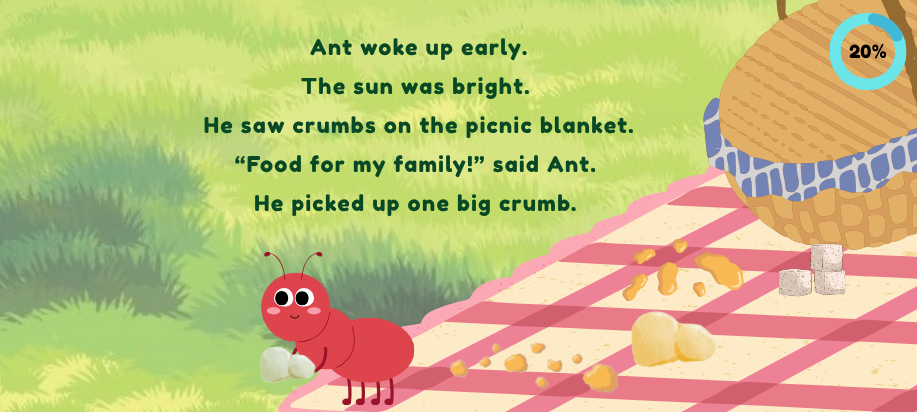 Ant woke up early.
The sun was bright.
He saw crumbs on the picnic blanket.
“Food for my family!” said Ant.
He picked up one big crumb.
20%